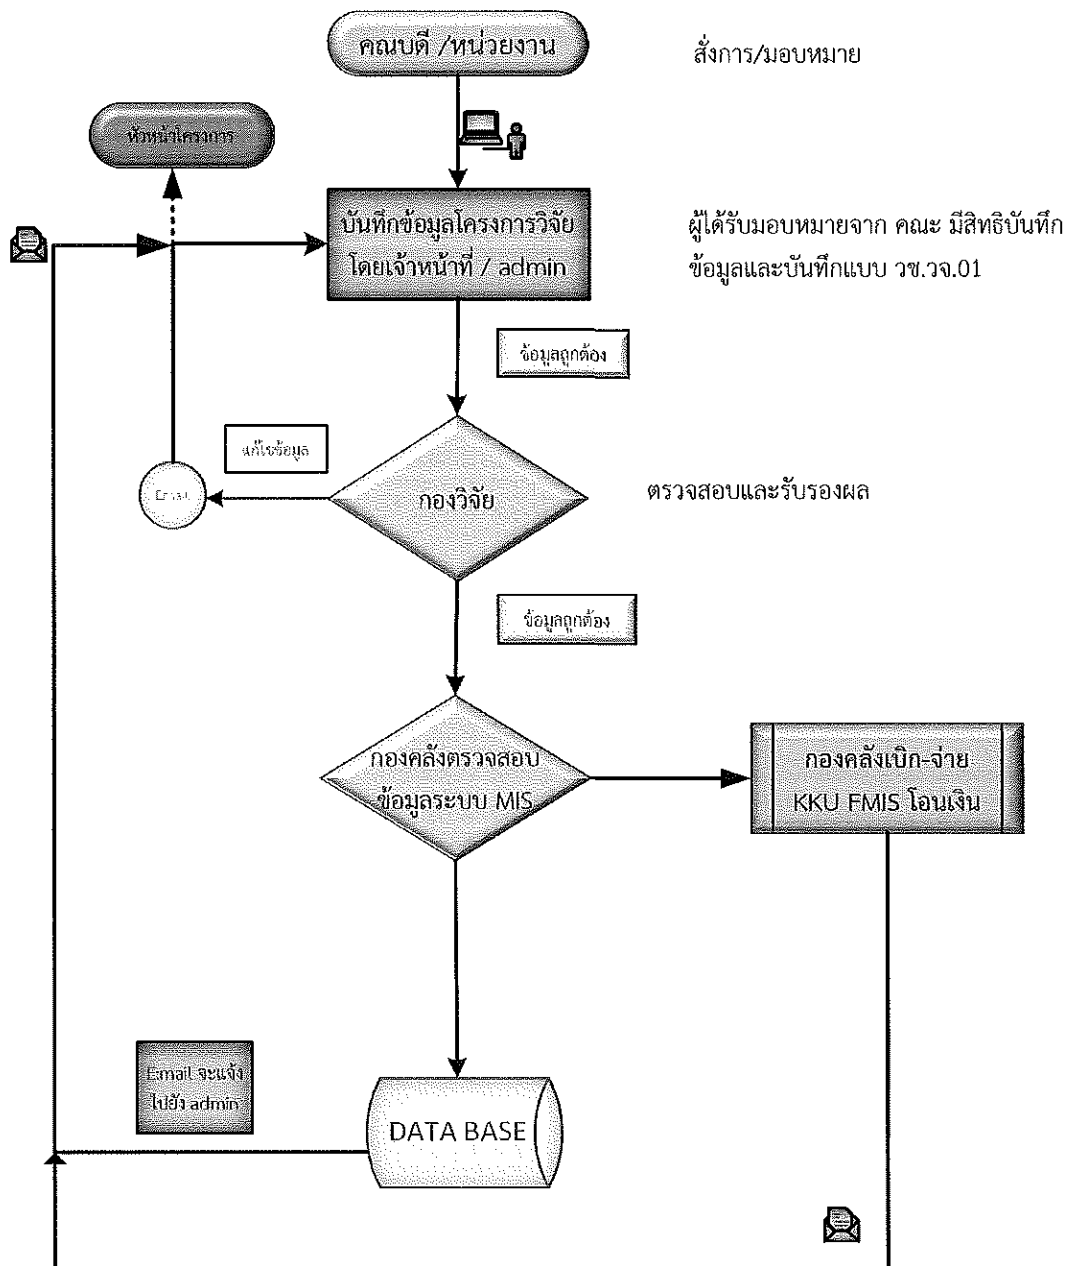 คณบดี /หน่วยงาน
สั่งการ/มอบหมาย
หัวหน้าโครงการ
บันทึกข้อมูลโครงการวิจัย
โดยเจ้าหน้าที่ / admin
ผู้ได้รับมอบหมายจาก คณะ มีสิทธิบันทึก
ข้อมูลและบันทึกแบบ วช.วจ.01
ข้อมูลถูกต้อง
แก้ไขข้อมูล
Email
กองวิจัย
ตรวจสอบและรับรองผล
ข้อมูลถูกต้อง
กองคลังตรวจสอบ
ข้อมูลระบบ MIS
กองคลังเบิก-จ่าย
KKU FMIS โอนเงิน
Email จะแจ้ง
ไปยัง admin
DATA BASE